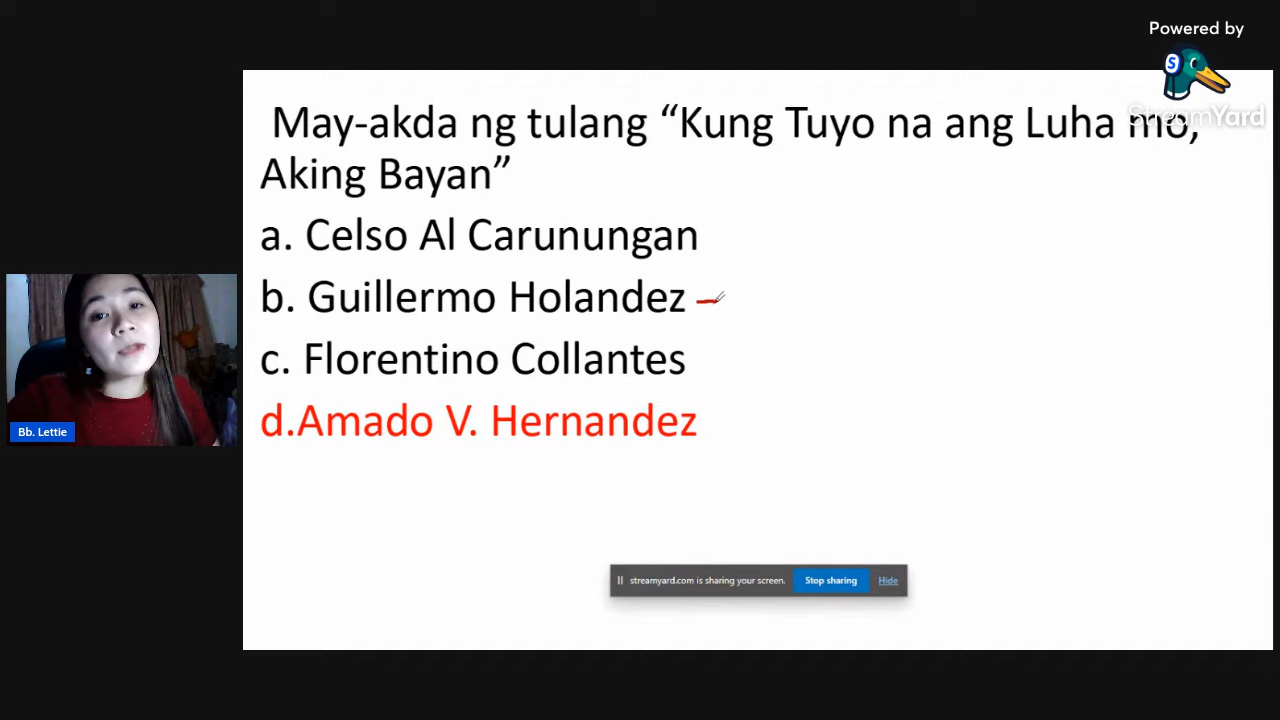 Powered by
StreamYard
May-akda ng tulang “Kung Tuyo na ang Luha mo,
Aking Bayan”
a. Celso Al Carunungan
b. Guillermo Holandez
c. Florentino Collantes
d.Amado V. Hernandez
Bb. Lettie
streamyard.com is sharing your screen. Stop sharing Hide